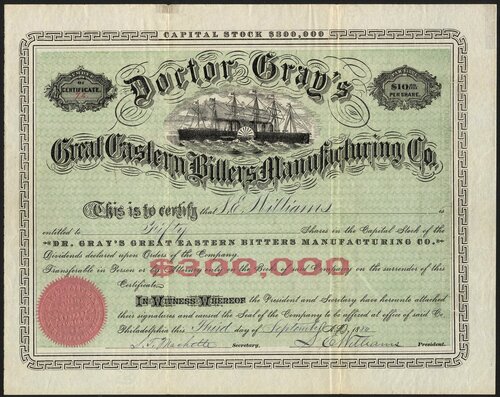 CAPITAL STOCK $300,000
Doctor Gray's
NUMBER OF CERTIFICATE.
PAR VALUE $10.00 PER SHARE.
Great Eastern Bitters Manufacturing Co.
This is to certify that S.E. Williams is
entitled to Fifty Shares in the Capital Stock of the
DR. GRAY'S GREAT EASTERN BITTERS MANUFACTURING CO.
Dividends declared upon Orders of the Company.
Transferable in Person or by Attorney only on the Books of said Company on the surrender of this
Certificate.
$300,000
IN WITNESS WHEREOF the President and Secretary have hereunto attached
their signatures and caused the Seal of the Company to be affixed at office of said Co.
Philadelphia this Third day of September
Secretary, S E Williams President.